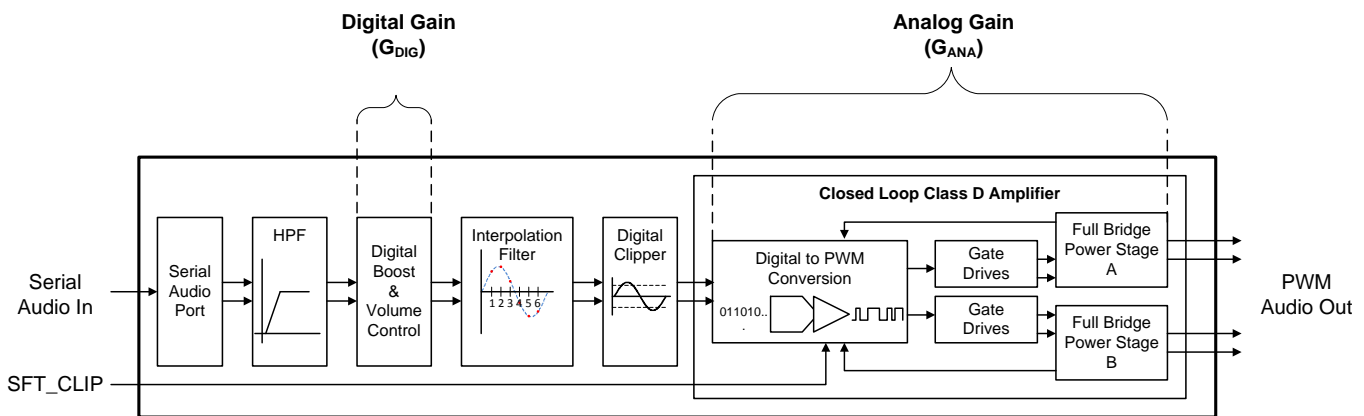 Digital Gain
(GDIG)
Analog Gain
(GANA)
Closed Loop Class D Amplifier
Serial
Audio In
Serial
Audio
Port
HPF
Digital
Boost
&
Volume
Control
Interpolation
Filter
1 2 3 4 5 6
Digital
Clipper
Digital to PWM
Conversion
011010..
.
Gate
Drives
Gate
Drives
Full Bridge
Power Stage
A
Full Bridge
Power Stage
B
PWM
Audio Out
SFT_CLIP